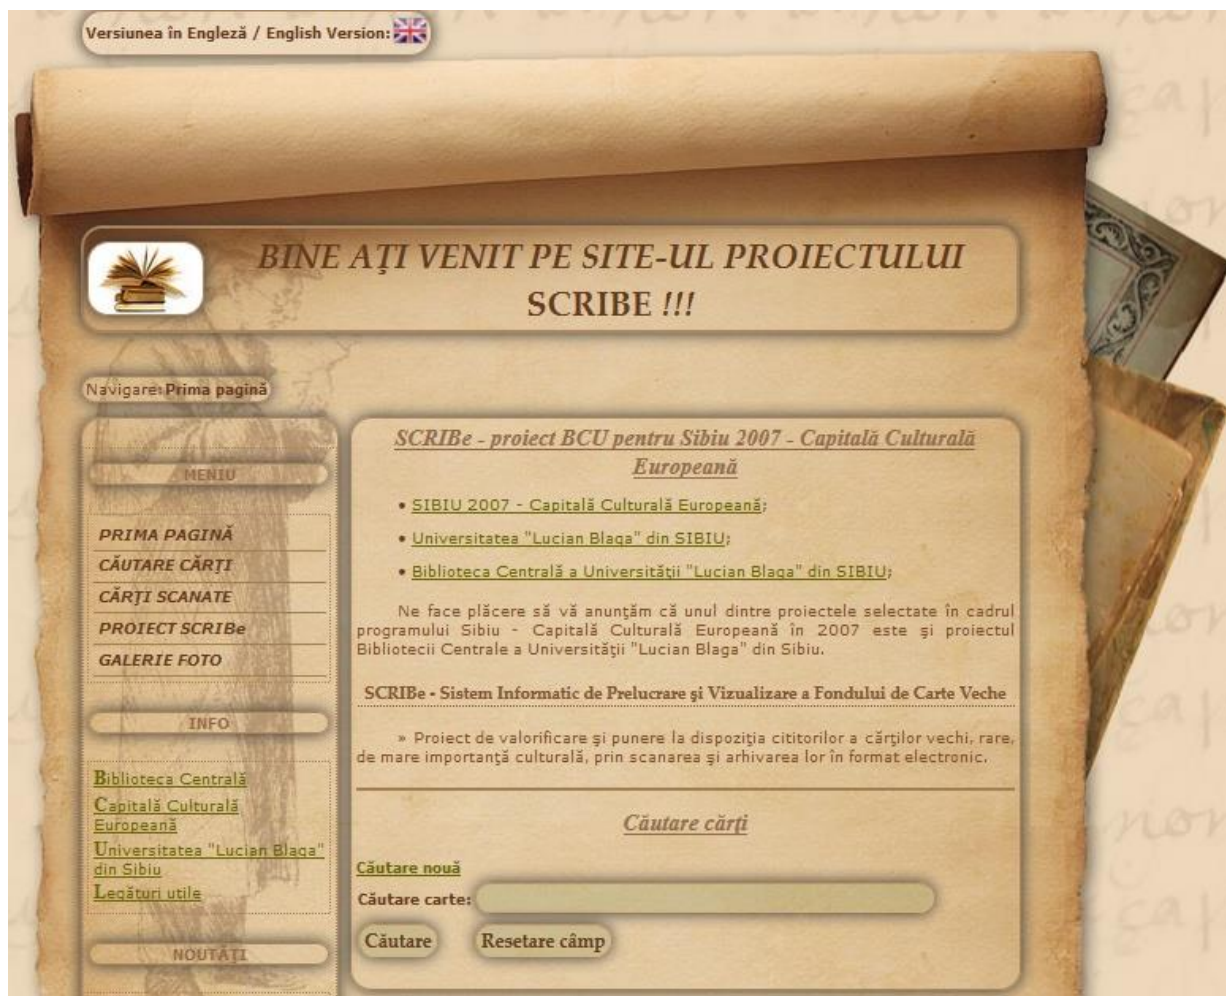 Versiunea în Engleză / English Version:
BINE AŢI VENIT PE SITE-UL PROIECTULUI
SCRIBE !!!
Navigare: Prima pagină
MENIU
PRIMA PAGINĂ
CĂUTARE CĂRŢI
CĂRŢI SCANATE
PROIECT SCRIBe
GALERIE FOTO
INFO
Biblioteca Centrală
Capitală Culturală
Europeană
Universitatea "Lucian Blaga"
din Sibiu
Legături utile
NOUTĂŢI
SCRIBe - proiect BCU pentru Sibiu 2007 - Capitală Culturală
Europeană
• SIBIU 2007 - Capitală Culturală Europeană;
• Universitatea "Lucian Blaga" din SIBIU;
• Biblioteca Centrală a Universităţii "Lucian Blaga" din SIBIU;
Ne face plăcere să vă anunţăm că unul dintre proiectele selectate în cadrul
programului Sibiu - Capitală Culturală Europeană în 2007 este şi proiectul
Bibliotecii Centrale a Universităţii "Lucian Blaga" din Sibiu.
SCRIBe - Sistem Informatic de Prelucrare şi Vizualizare a Fondului de Carte Veche
» Proiect de valorificare şi punere la dispoziţia cititorilor a cărţilor vechi, rare,
de mare importanţă culturală, prin scanarea şi arhivarea lor în format electronic.
Căutare cărţi
Căutare nouă
Căutare carte:
Căutare Resetare câmp